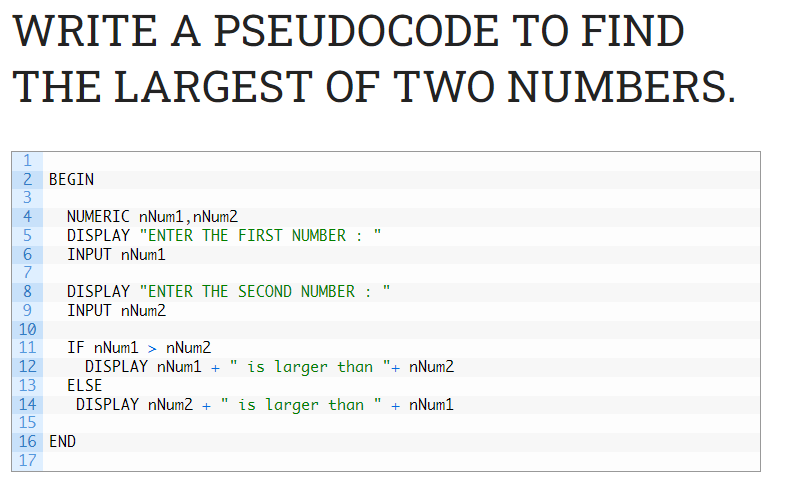 WRITE A PSEUDOCODE TO FIND
THE LARGEST OF TWO NUMBERS.
1
2 BEGIN
3
4   NUMERIC nNum1,nNum2
5   DISPLAY "ENTER THE FIRST NUMBER : "
6   INPUT nNum1
7
8   DISPLAY "ENTER THE SECOND NUMBER : "
9   INPUT nNum2
10
11   IF nNum1 > nNum2
12     DISPLAY nNum1 + " is larger than "+ nNum2
13   ELSE
14    DISPLAY nNum2 + " is larger than " + nNum1
15
16 END
17